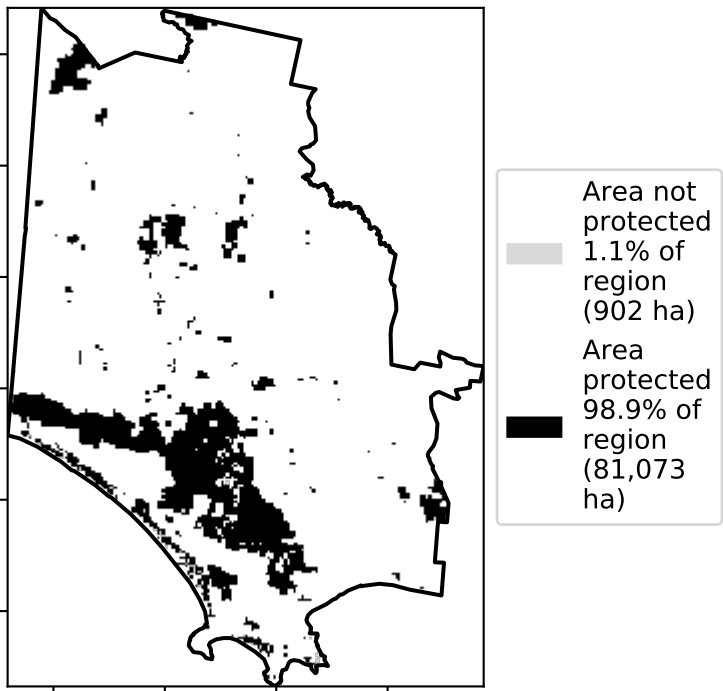 Area not
protected
1.1% of
region
(902 ha)
Area
protected
98.9% of
region
(81,073
ha)